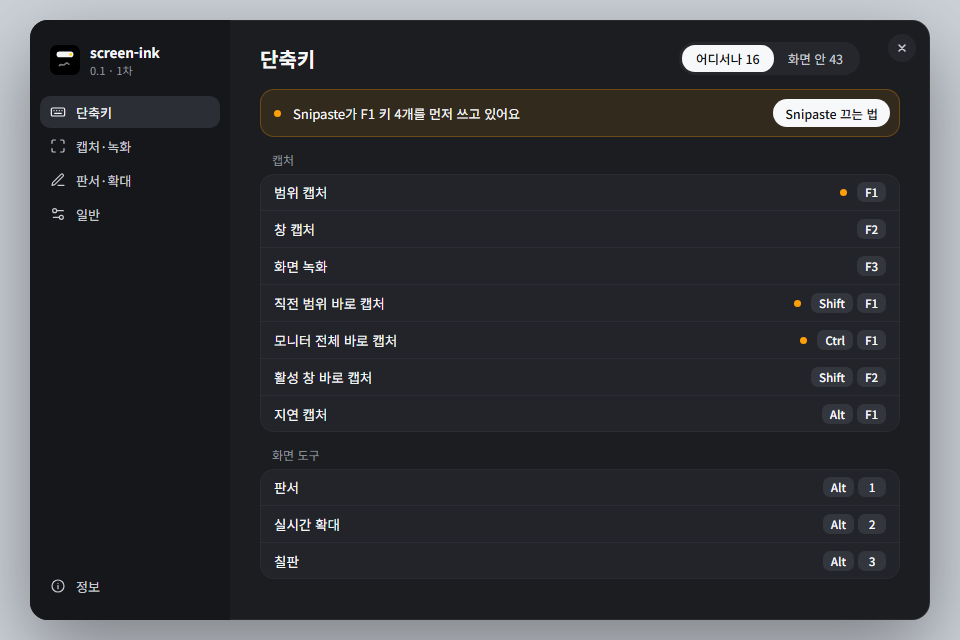 screen-ink
0.1 · 1차
단축키
캡처·녹화
판서·확대
일반
정보
단축키
어디서나 16
화면 안 43
Snipaste가 F1 키 4개를 먼저 쓰고 있어요
Snipaste 끄는 법
캡처
범위 캡처 F1
창 캡처 F2
화면 녹화 F3
직전 범위 바로 캡처 Shift F1
모니터 전체 바로 캡처 Ctrl F1
활성 창 바로 캡처 Shift F2
지연 캡처 Alt F1
화면 도구
판서 Alt 1
실시간 확대 Alt 2
칠판 Alt 3